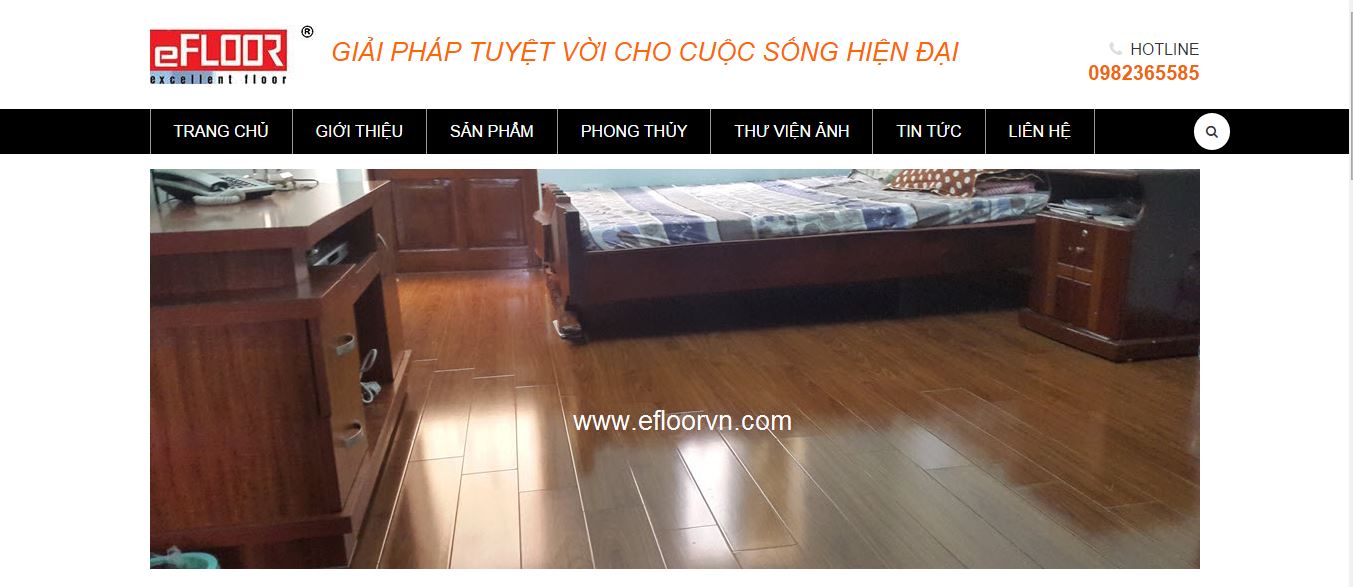 eFLOOR ®
excellent floor
GIẢI PHÁP TUYỆT VỜI CHO CUỘC SỐNG HIỆN ĐẠI
HOTLINE
0982365585
TRANG CHỦ GIỚI THIỆU SẢN PHẨM PHONG THỦY THƯ VIỆN ẢNH TIN TỨC LIÊN HỆ
www.efloorvn.com